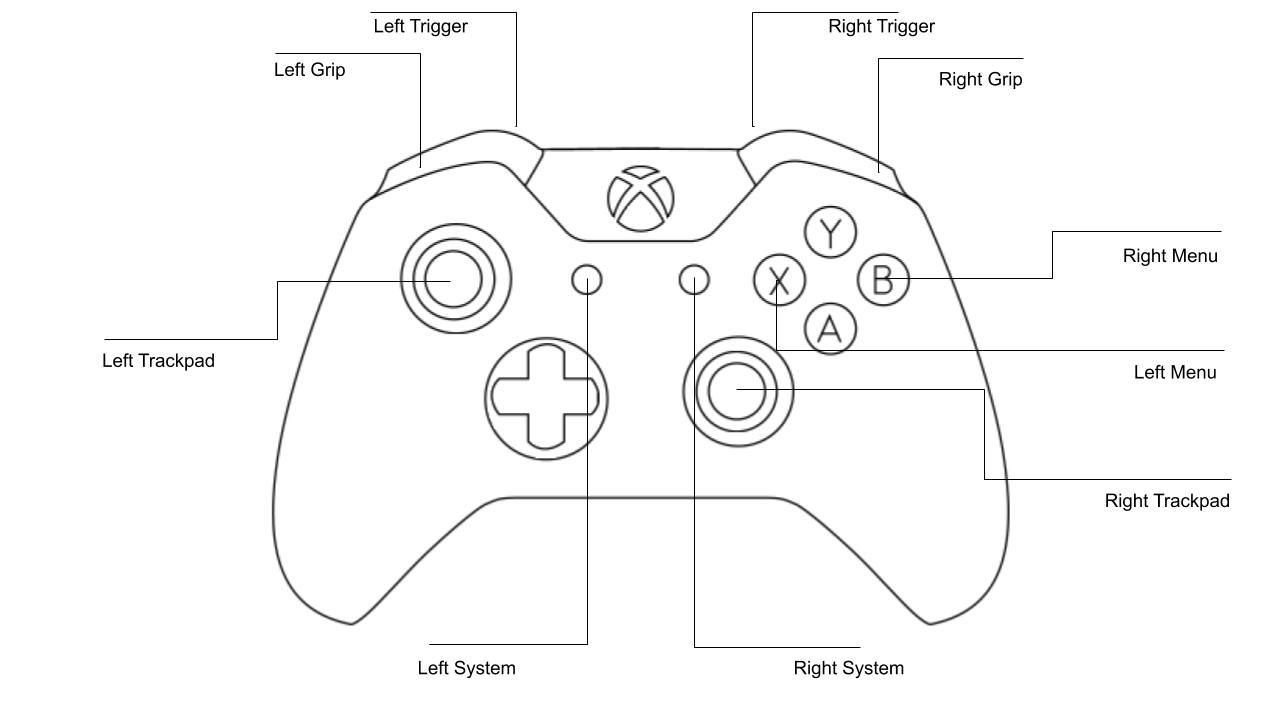 Left Trigger
Right Trigger
Left Grip
Right Grip
Y
Right Menu
X
B
A
Left Trackpad
Left Menu
Right Trackpad
Left System
Right System